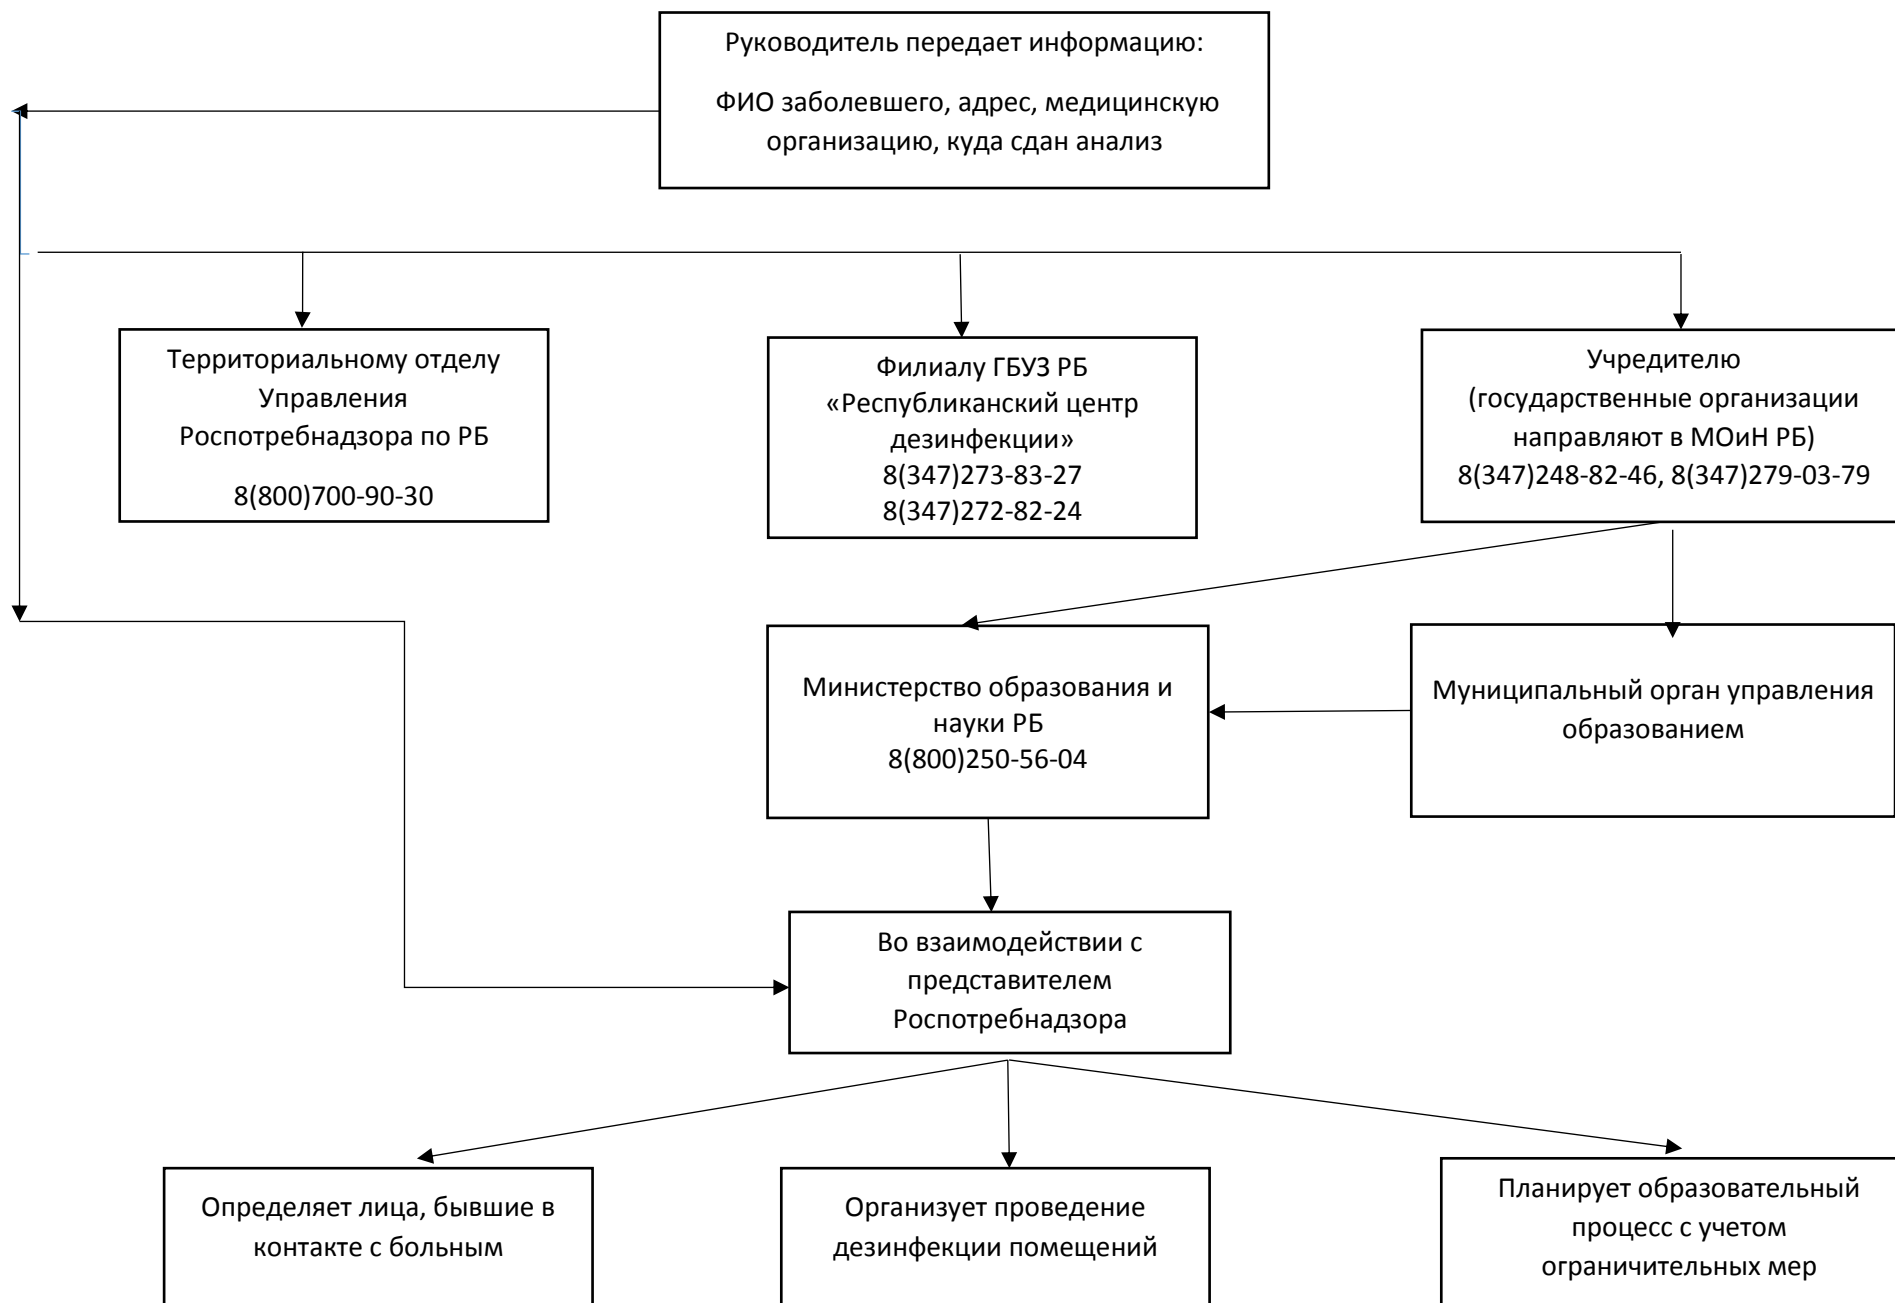 Руководитель передает информацию:
ФИО заболевшего, адрес, медицинскую
организацию, куда сдан анализ
Территориальному отделу
Управления
Роспотребнадзора по РБ
8(800)700-90-30
Филиалу ГБУЗ РБ
«Республиканский центр
дезинфекции»
8(347)273-83-27
8(347)272-82-24
Учредителю
(государственные организации
направляют в МОиН РБ)
8(347)248-82-46, 8(347)279-03-79
Министерство образования и
науки РБ
8(800)250-56-04
Муниципальный орган управления
образованием
Во взаимодействии с
представителем
Роспотребнадзора
Определяет лица, бывшие в
контакте с больным
Организует проведение
дезинфекции помещений
Планирует образовательный
процесс с учетом
ограничительных мер